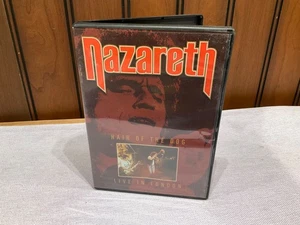 Nazareth
HAIR OF THE DOG
LIVE IN LONDON